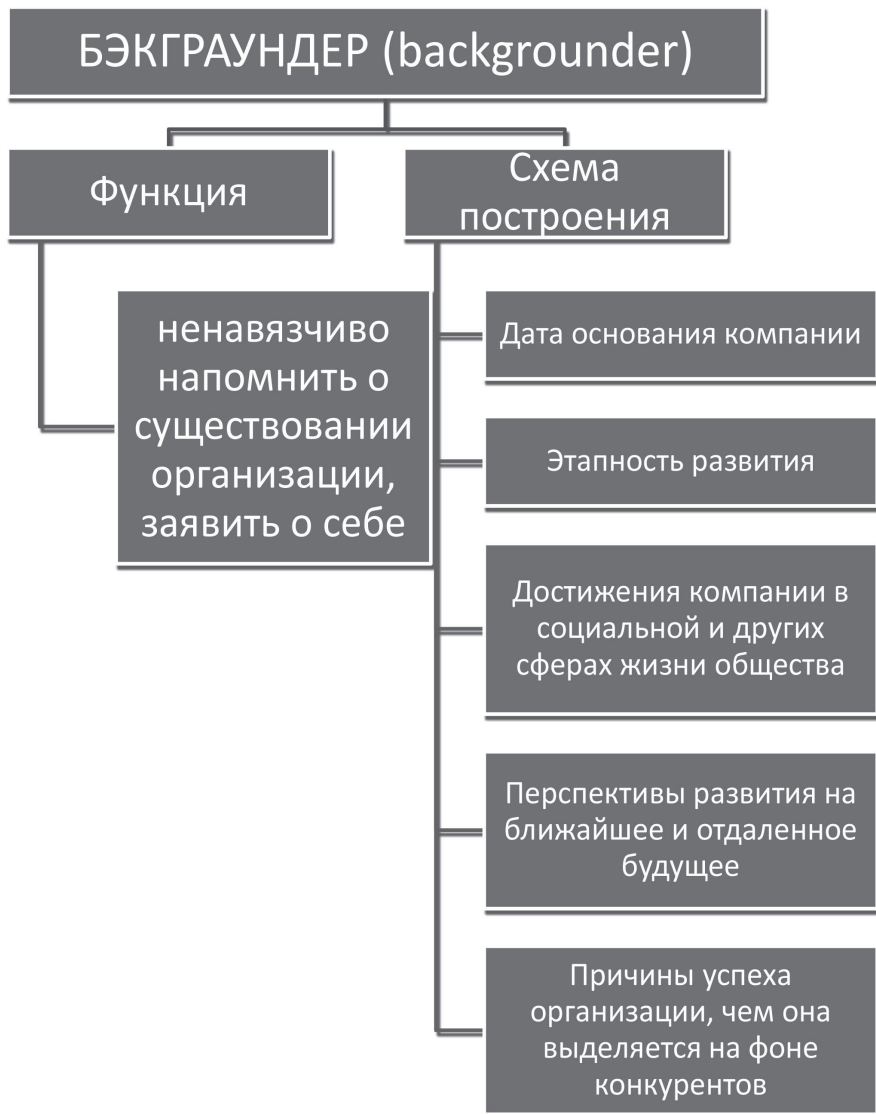 БЭКГРАУНДЕР (backgrounder)
Функция
ненавязчиво
напомнить о
существовании
организации,
заявить о себе
Схема
построения
Дата основания компании
Этапность развития
Достижения компании в
социальной и других
сферах жизни общества
Перспективы развития на
ближайшее и отдаленное
будущее
Причины успеха
организации, чем она
выделяется на фоне
конкурентов